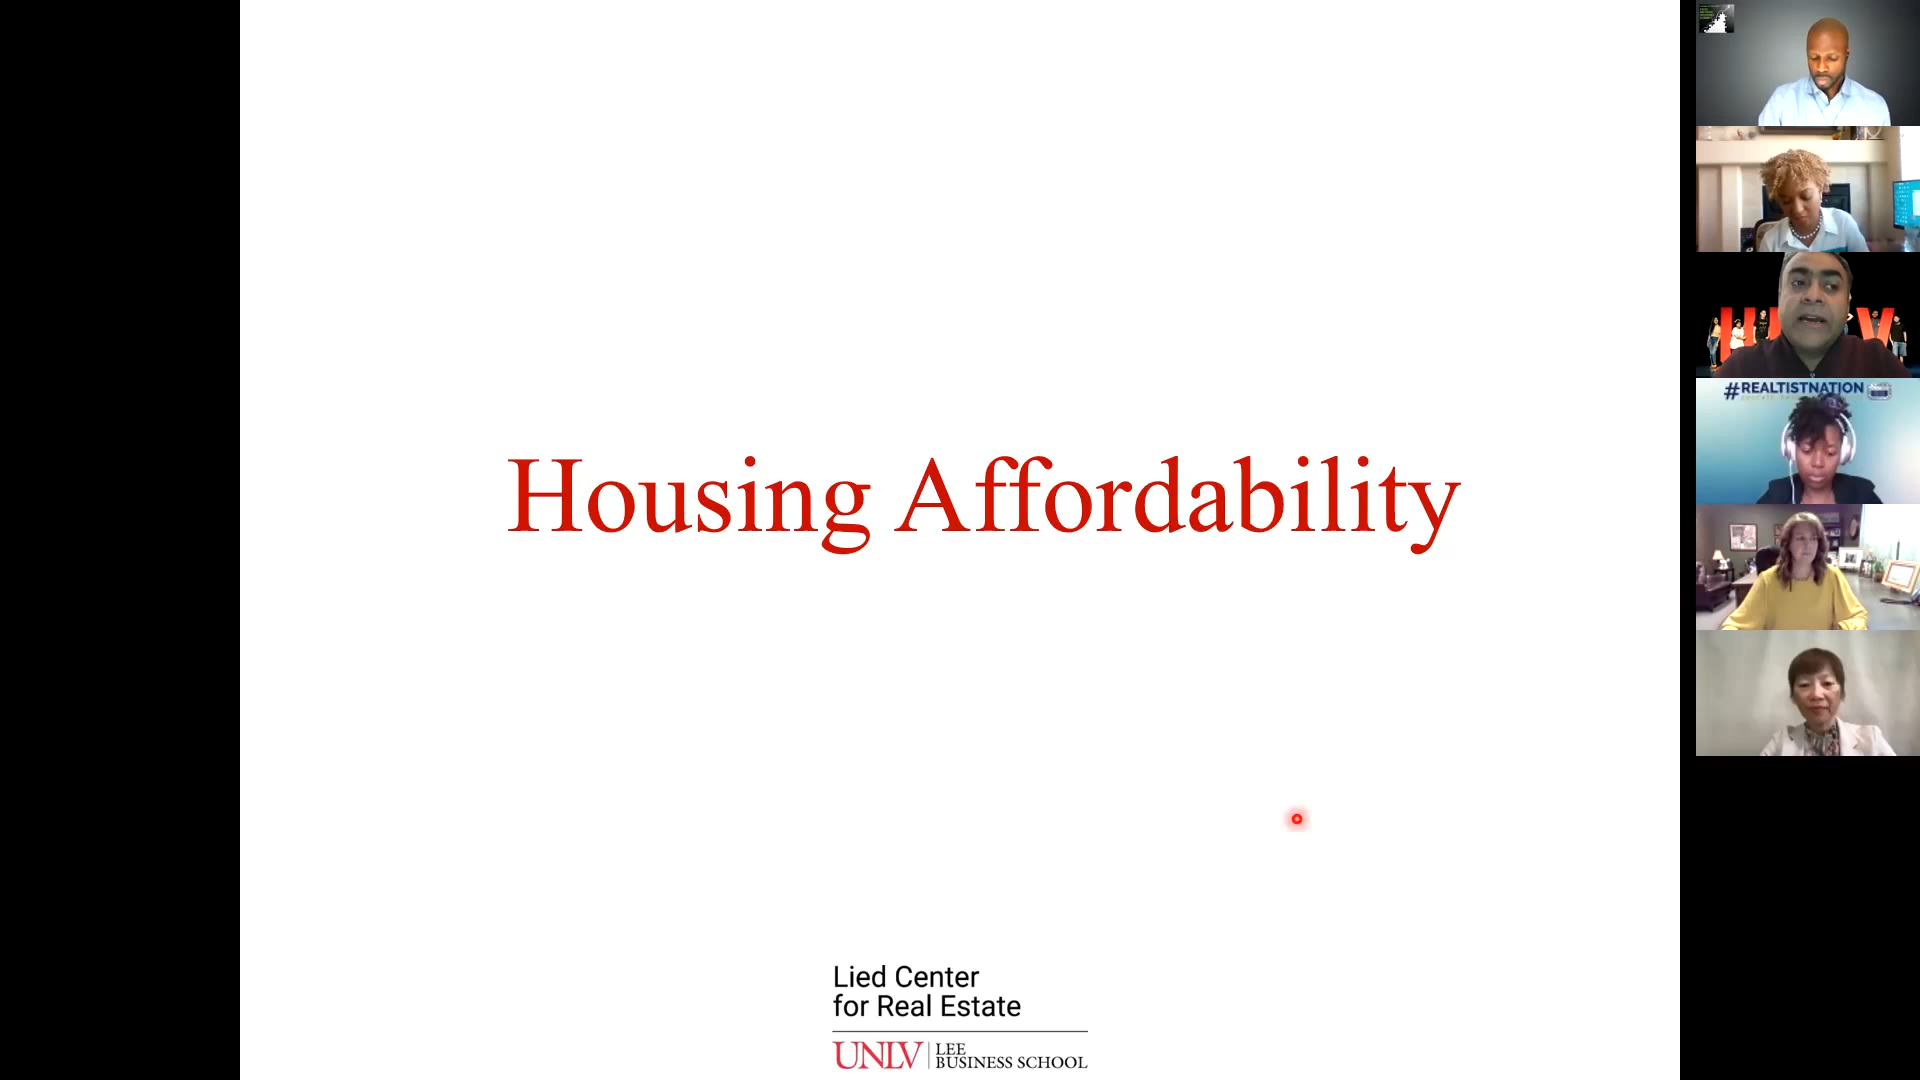 Housing Affordability
Lied Center
for Real Estate
UNLV
LEE
BUSINESS SCHOOL
#REALTISTNATION